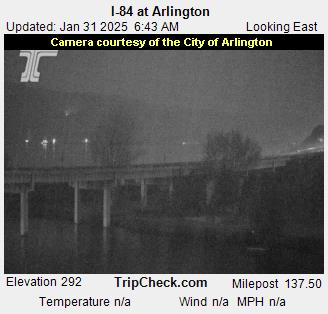 I-84 at Arlington
Updated: Jan 31 2025 6:43 AM Looking East
Camera courtesy of the City of Arlington
Elevation 292 TripCheck.com Milepost 137.50
Temperature n/a Wind n/a MPH n/a